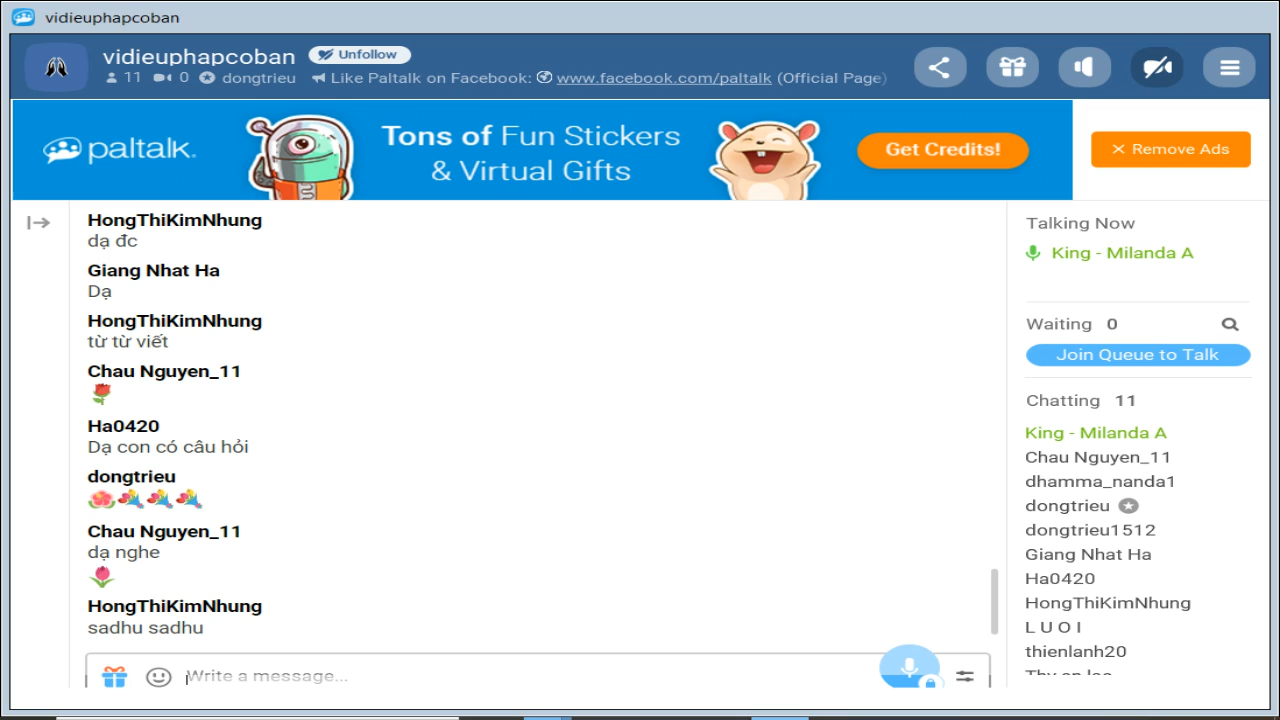 vidieuphapcoban
vidieuphapcoban Unfollow
11 0 dongtrieu Like Paltalk on Facebook: www.facebook.com/paltalk (Official Page)
paltalk.
Tons of Fun Stickers
& Virtual Gifts
Get Credits!
Remove Ads
HongThiKimNhung
dạ đc
Giang Nhat Ha
Dạ
HongThiKimNhung
từ từ viết
Chau Nguyen_11
Ha0420
Dạ con có câu hỏi
dongtrieu
Chau Nguyen_11
dạ nghe
HongThiKimNhung
sadhu sadhu
Write a message...
Talking Now
King - Milanda A
Waiting 0
Join Queue to Talk
Chatting 11
King - Milanda A
Chau Nguyen_11
dhamma_nanda1
dongtrieu
dongtrieu1512
Giang Nhat Ha
Ha0420
HongThiKimNhung
L U O I
thienlanh20